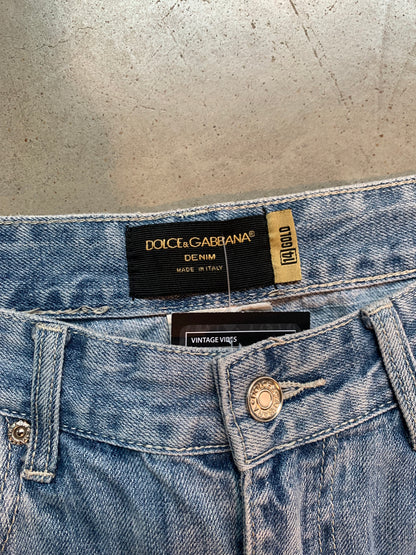 DOLCE&GABBANA®
DENIM
MADE IN ITALY
14 GOLD
VINTAGE VIBES